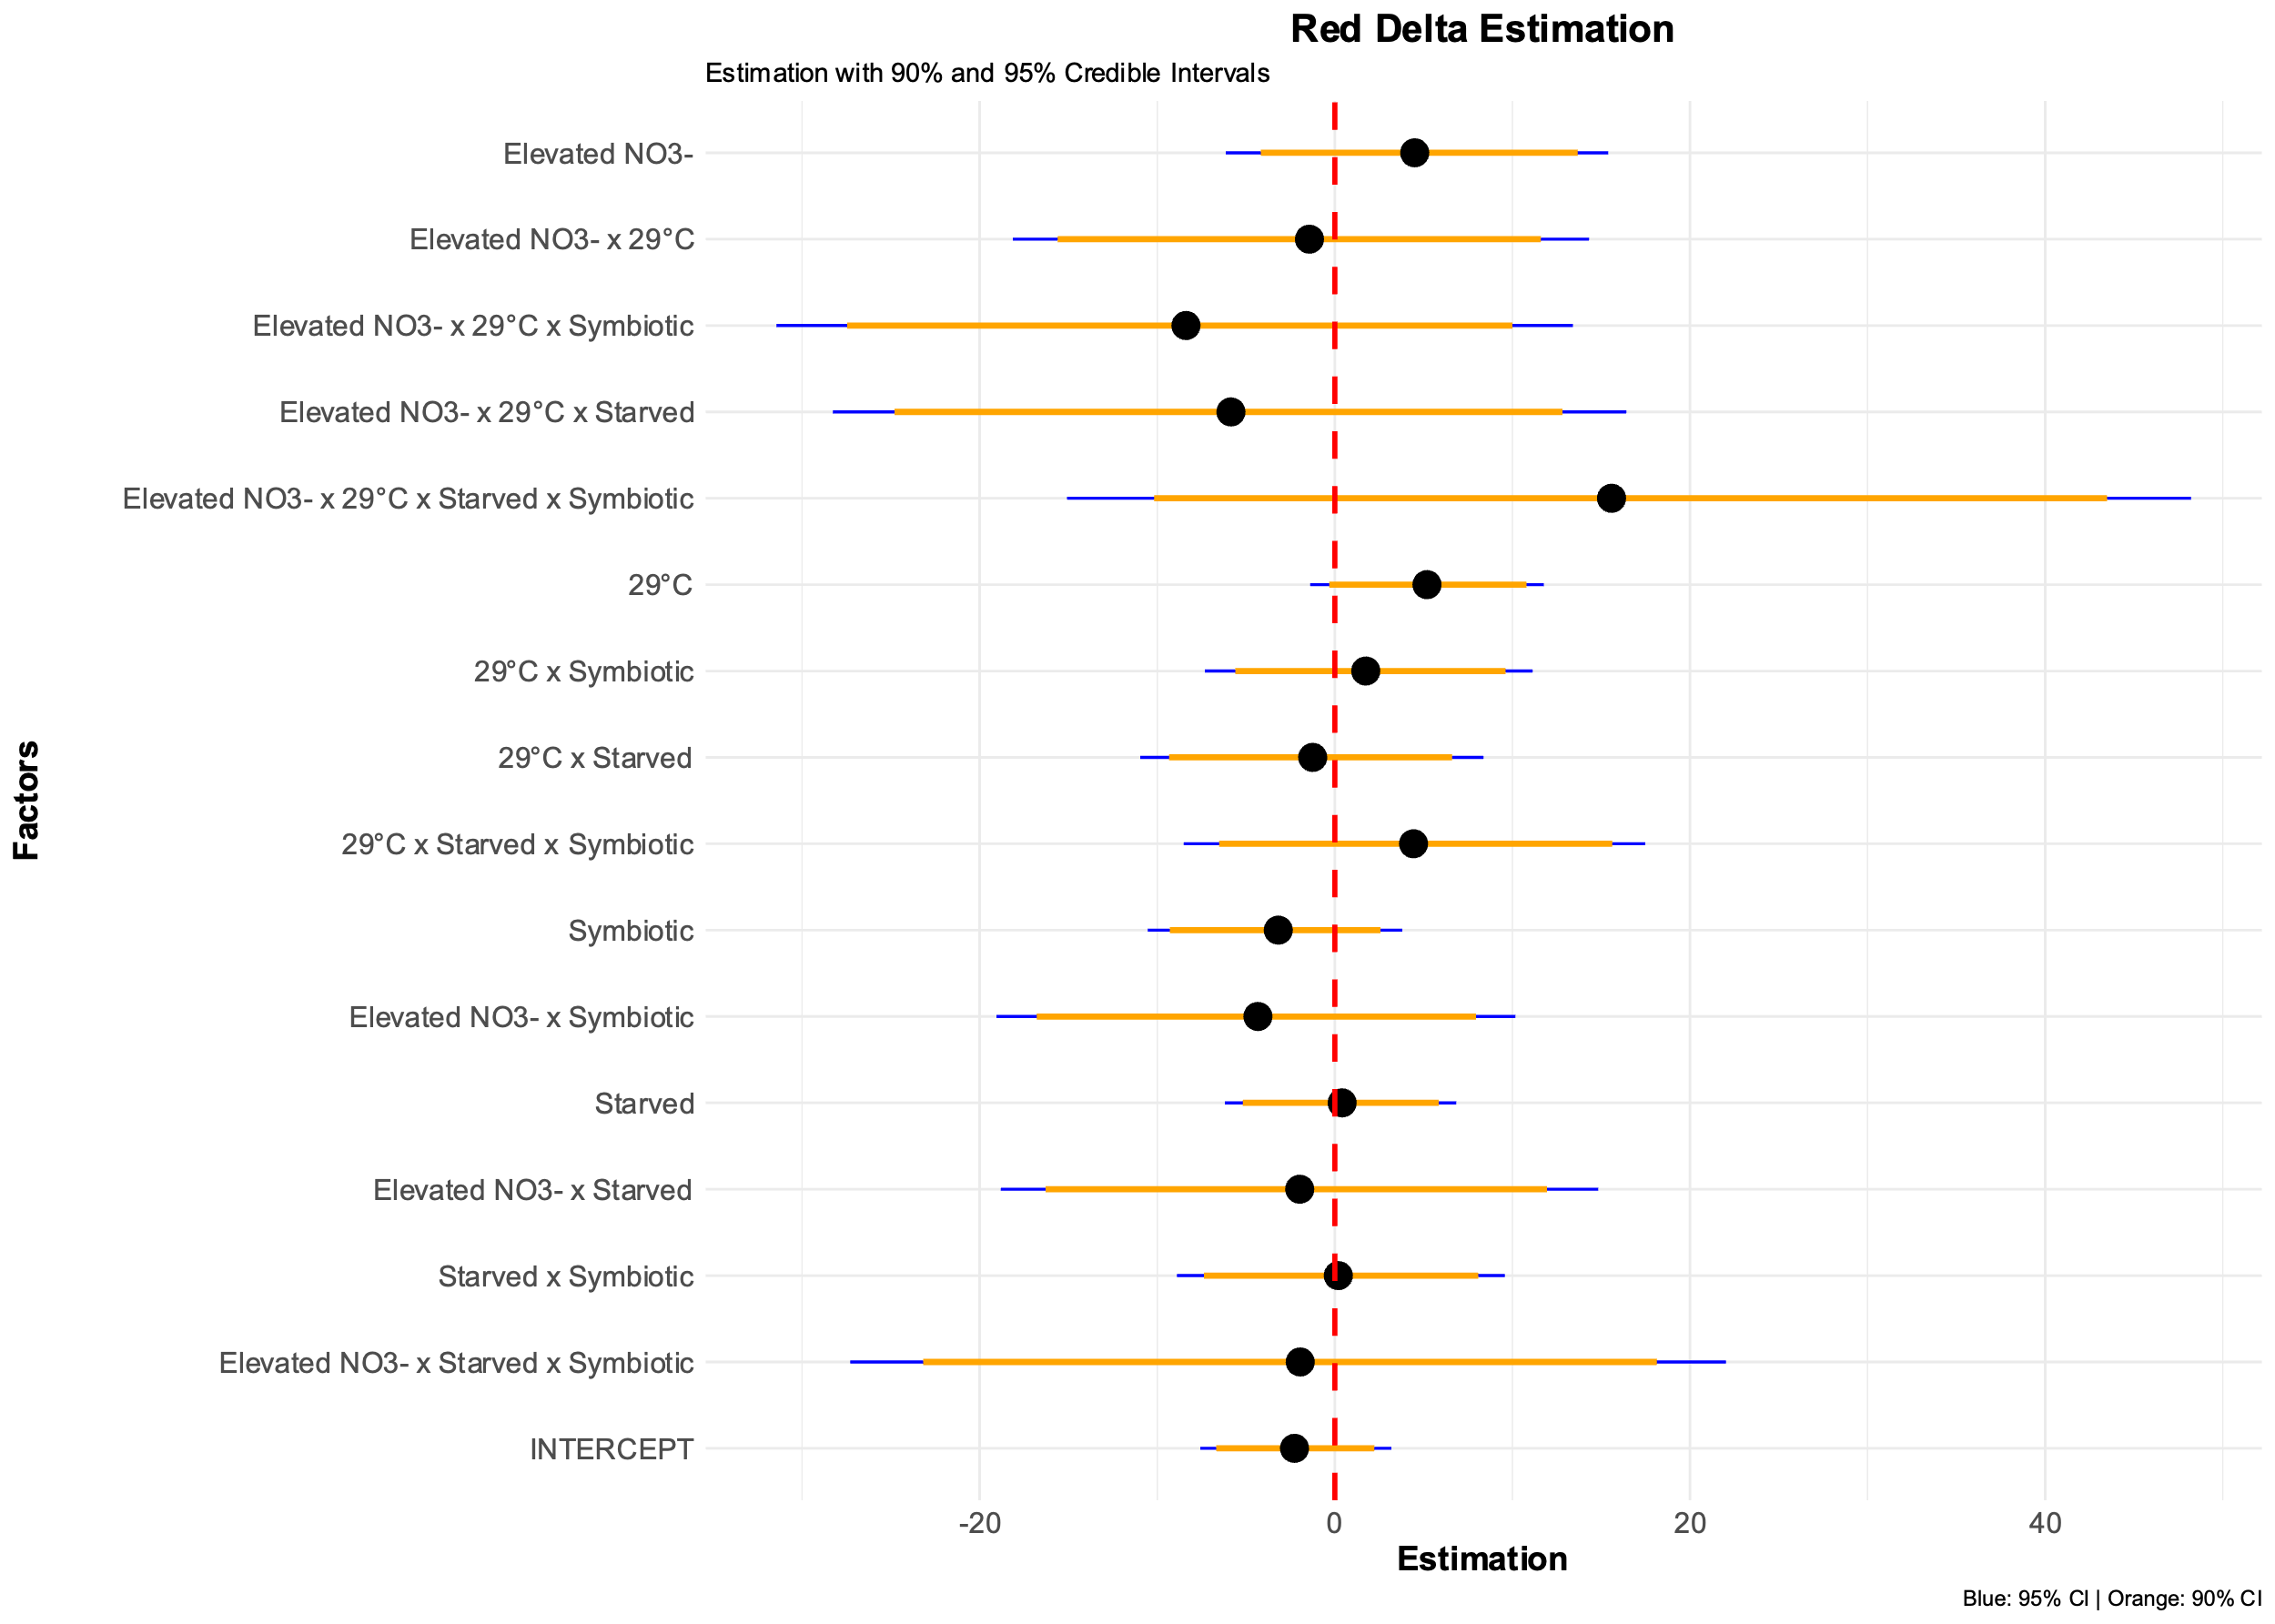 Red Delta Estimation
Estimation with 90% and 95% Credible Intervals
Elevated NO3-
Elevated NO3- x 29°C
Elevated NO3- x 29°C x Symbiotic
Elevated NO3- x 29°C x Starved
Elevated NO3- x 29°C x Starved x Symbiotic
29°C
29°C x Symbiotic
29°C x Starved
29°C x Starved x Symbiotic
Symbiotic
Elevated NO3- x Symbiotic
Starved
Elevated NO3- x Starved
Starved x Symbiotic
Elevated NO3- x Starved x Symbiotic
INTERCEPT
Factors
-20 0 20 40
Estimation
Blue: 95% CI | Orange: 90% CI